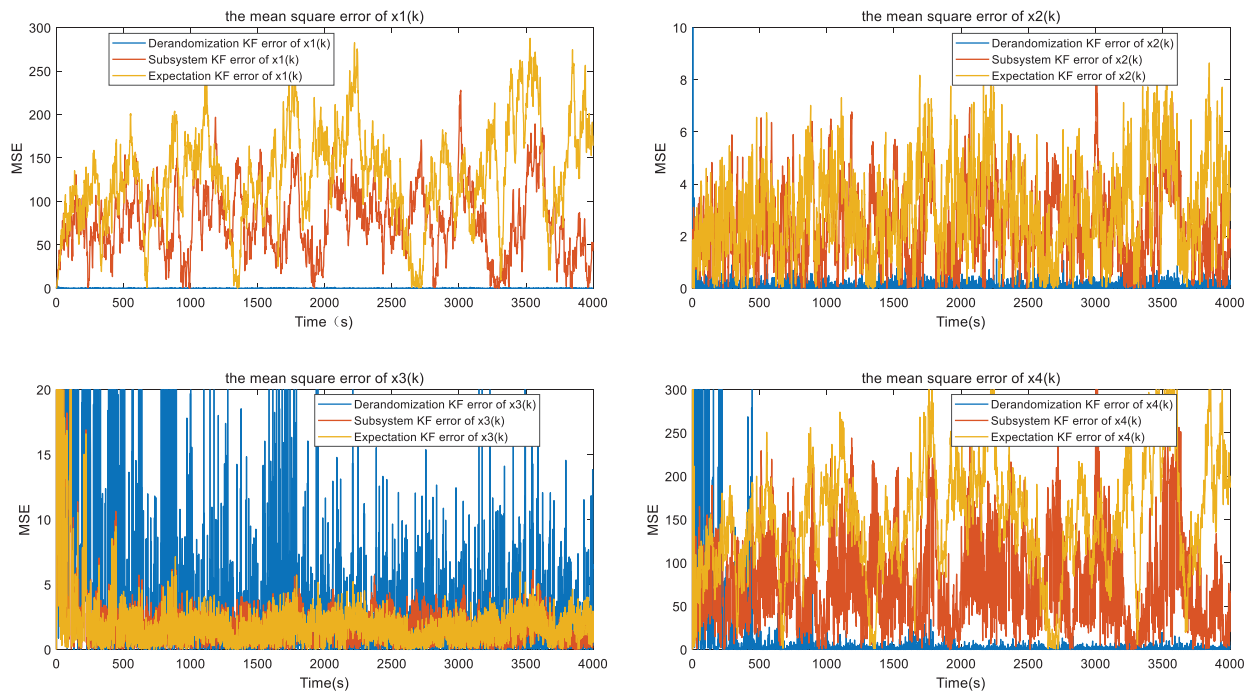 the mean square error of x1(k)
300
250
200
150
100
50
0
MSE
Derandomization KF error of x1(k)
Subsystem KF error of x1(k)
Expectation KF error of x1(k)
0 500 1000 1500 2000 2500 3000 3500 4000
Time（s)
the mean square error of x2(k)
10
8
6
4
2
0
MSE
Derandomization KF error of x2(k)
Subsystem KF error of x2(k)
Expectation KF error of x2(k)
0 500 1000 1500 2000 2500 3000 3500 4000
Time(s)
the mean square error of x3(k)
20
15
10
5
0
MSE
Derandomization KF error of x3(k)
Subsystem KF error of x3(k)
Expectation KF error of x3(k)
0 500 1000 1500 2000 2500 3000 3500 4000
Time(s)
the mean square error of x4(k)
300
250
200
150
100
50
0
MSE
Derandomization KF error of x4(k)
Subsystem KF error of x4(k)
Expectation KF error of x4(k)
0 500 1000 1500 2000 2500 3000 3500 4000
Time(s)